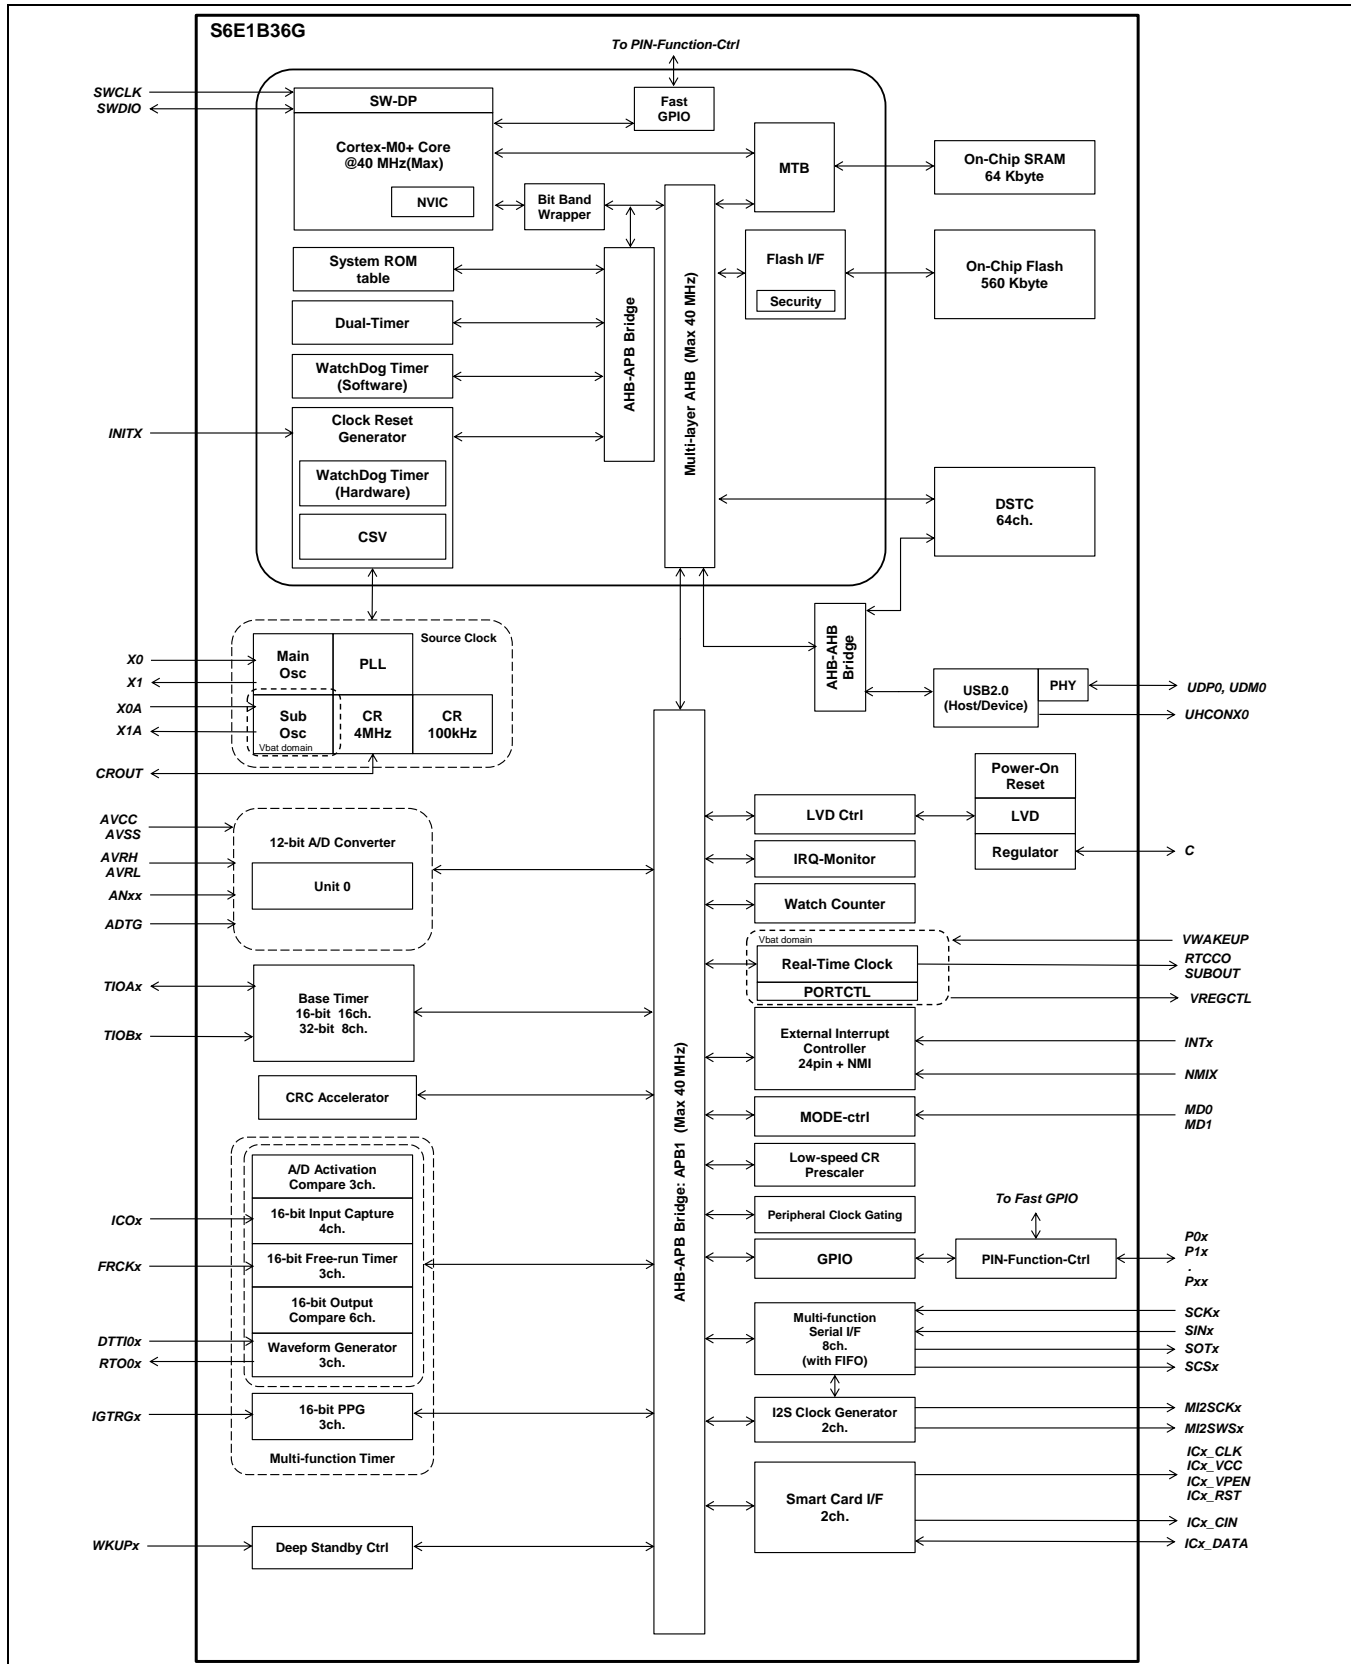 S6E1B36G
To PIN-Function-Ctrl
SWCLK
SWDIO
SW-DP
Cortex-M0+ Core
@40 MHz(Max)
NVIC
Fast
GPIO
MTB
On-Chip SRAM
64 Kbyte
Bit Band
Wrapper
System ROM
table
Dual-Timer
WatchDog Timer
(Software)
INITX
Clock Reset
Generator
WatchDog Timer
(Hardware)
CSV
AHB-APB Bridge
Multi-layer AHB (Max 40 MHz)
Flash I/F
Security
On-Chip Flash
560 Kbyte
DSTC
64ch.
AHB-AHB
Bridge
USB2.0
(Host/Device)
PHY
UDP0, UDM0
UHCONX0
Source Clock
X0
X1
X0A
X1A
CROUT
Main
Osc
PLL
Sub
Osc
Vbat domain
CR
4MHz
CR
100kHz
AVCC
AVSS
AVRH
AVRL
ANxx
ADTG
12-bit A/D Converter
Unit 0
TIOAx
TIOBx
Base Timer
16-bit 16ch.
32-bit 8ch.
CRC Accelerator
A/D Activation
Compare 3ch.
ICOx
16-bit Input Capture
4ch.
FRCKx
16-bit Free-run Timer
3ch.
16-bit Output
Compare 6ch.
DTTI0x
RTO0x
Waveform Generator
3ch.
IGTRGx
16-bit PPG
3ch.
Multi-function Timer
WKUPx
Deep Standby Ctrl
AHB-APB Bridge: APB1 (Max 40 MHz)
LVD Ctrl
Power-On
Reset
LVD
Regulator
C
IRQ-Monitor
Watch Counter
Vbat domain
Real-Time Clock
PORTCTL
VWAKEUP
RTCCO
SUBOUT
VREGCTL
External Interrupt
Controller
24pin + NMI
INTx
NMIX
MODE-ctrl
MD0
MD1
Low-speed CR
Prescaler
Peripheral Clock Gating
To Fast GPIO
GPIO
PIN-Function-Ctrl
P0x
P1x
.
Pxx
Multi-function
Serial I/F
8ch.
(with FIFO)
SCKx
SINx
SOTx
SCSx
I2S Clock Generator
2ch.
MI2SCKx
MI2SWSx
Smart Card I/F
2ch.
ICx_CLK
ICx_VCC
ICx_VPEN
ICx_RST
ICx_CIN
ICx_DATA